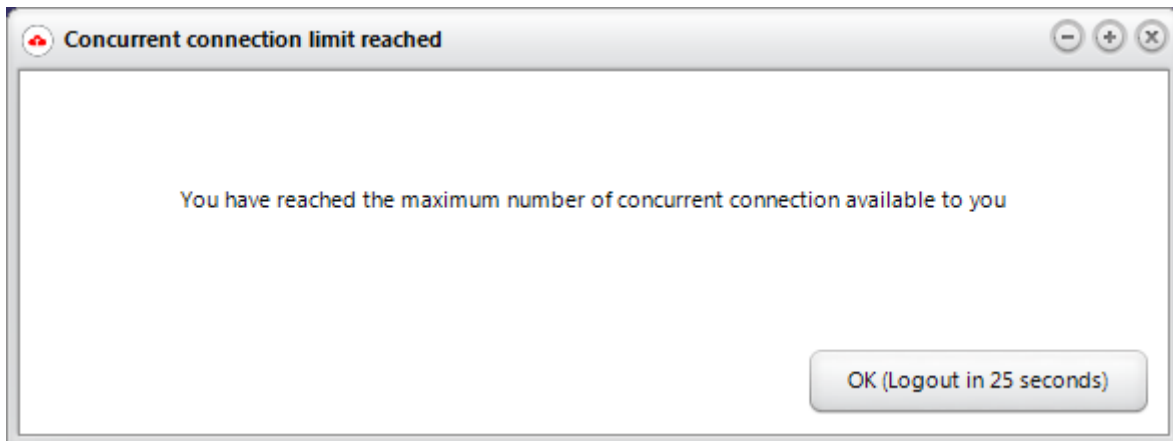 Concurrent connection limit reached
You have reached the maximum number of concurrent connection available to you
OK (Logout in 25 seconds)